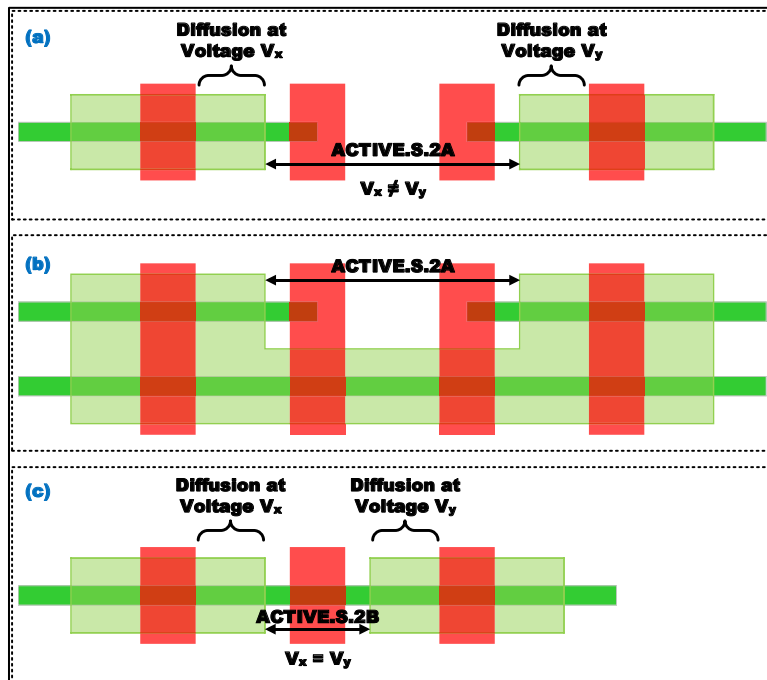 (a)
Diffusion at
Voltage Vx
Diffusion at
Voltage Vy
ACTIVE.S.2A
Vx ≠ Vy
(b)
ACTIVE.S.2A
(c)
Diffusion at
Voltage Vx
Diffusion at
Voltage Vy
ACTIVE.S.2B
Vx = Vy